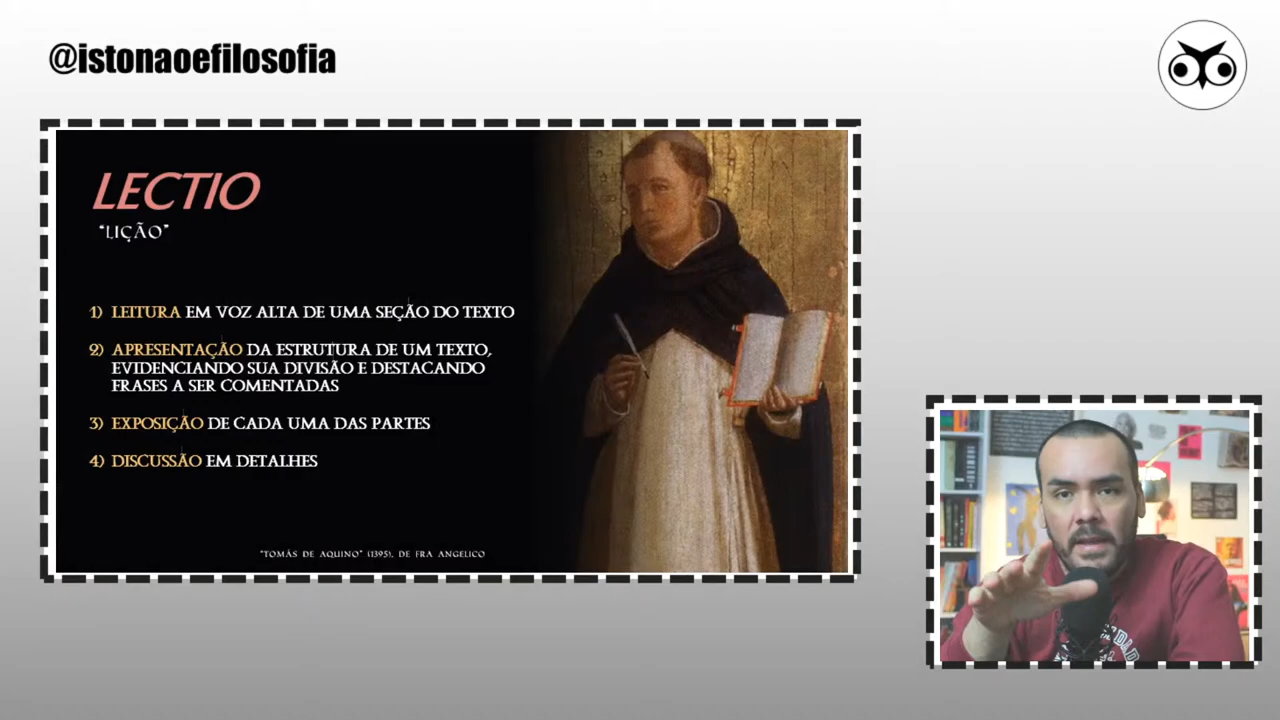 @istonaoefilosofia
LECTIO
"LIÇÃO"
1) LEITURA EM VOZ ALTA DE UMA SEÇÃO DO TEXTO
2) APRESENTAÇÃO DA ESTRUTURA DE UM TEXTO,
EVIDENCIANDO SUA DIVISÃO E DESTACANDO
FRASES A SER COMENTADAS
3) EXPOSIÇÃO DE CADA UMA DAS PARTES
4) DISCUSSÃO EM DETALHES
"TOMÁS DE AQUINO" (1395), DE FRA ANGELICO